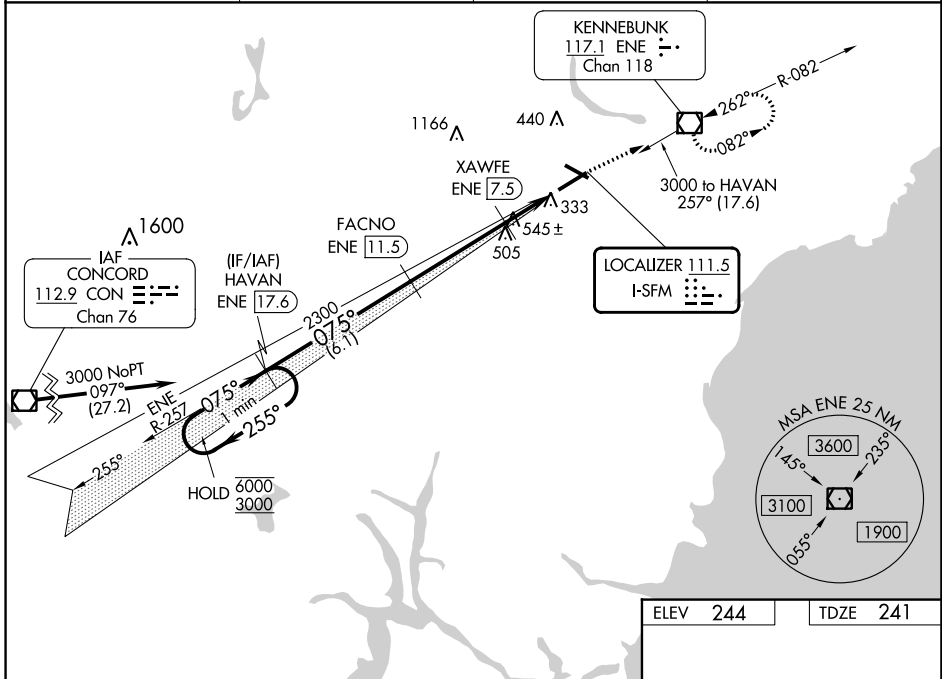 KENNEBUNK
117.1 ENE
Chan 118
R-082
262°
082°
3000 to HAVAN
257° (17.6)
1166
440
XAWFE
ENE 7.5
333
545 ±
505
FACNO
ENE 11.5
LOCALIZER 111.5
I-SFM
1600
IAF
CONCORD
112.9 CON
Chan 76
(IF/IAF)
HAVAN
ENE 17.6
2300
075°
(6.1)
3000 NoPT
097°
(27.2)
ENE
R-257
075°
1 min
255°
255°
HOLD 6000
3000
MSA ENE 25 NM
3600
145°
235°
3100
1900
055°
ELEV 244
TDZE 241